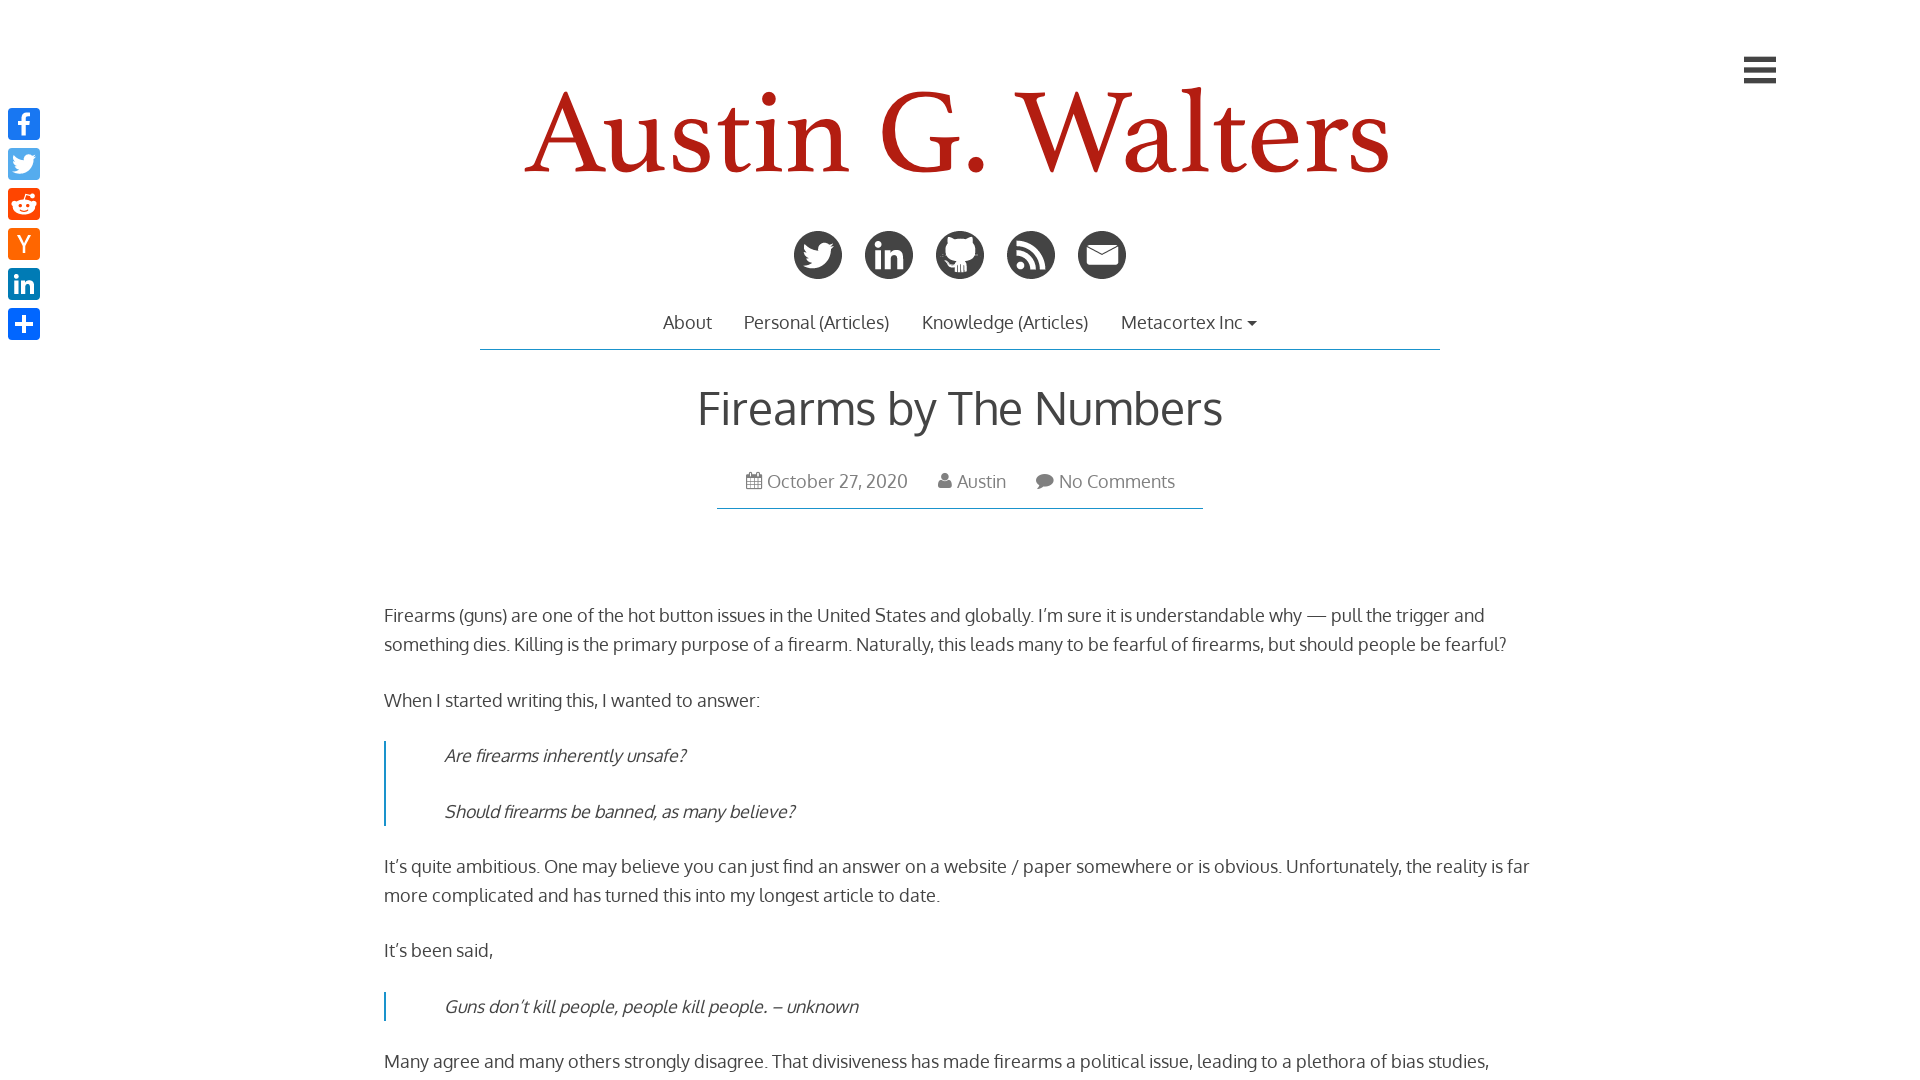 Austin G. Walters
About Personal (Articles) Knowledge (Articles) Metacortex Inc
Firearms by The Numbers
October 27, 2020 Austin No Comments
Firearms (guns) are one of the hot button issues in the United States and globally. I’m sure it is understandable why — pull the trigger and
something dies. Killing is the primary purpose of a firearm. Naturally, this leads many to be fearful of firearms, but should people be fearful?
When I started writing this, I wanted to answer:
Are firearms inherently unsafe?
Should firearms be banned, as many believe?
It’s quite ambitious. One may believe you can just find an answer on a website / paper somewhere or is obvious. Unfortunately, the reality is far
more complicated and has turned this into my longest article to date.
It’s been said,
Guns don’t kill people, people kill people. – unknown
Many agree and many others strongly disagree. That divisiveness has made firearms a political issue, leading to a plethora of bias studies,